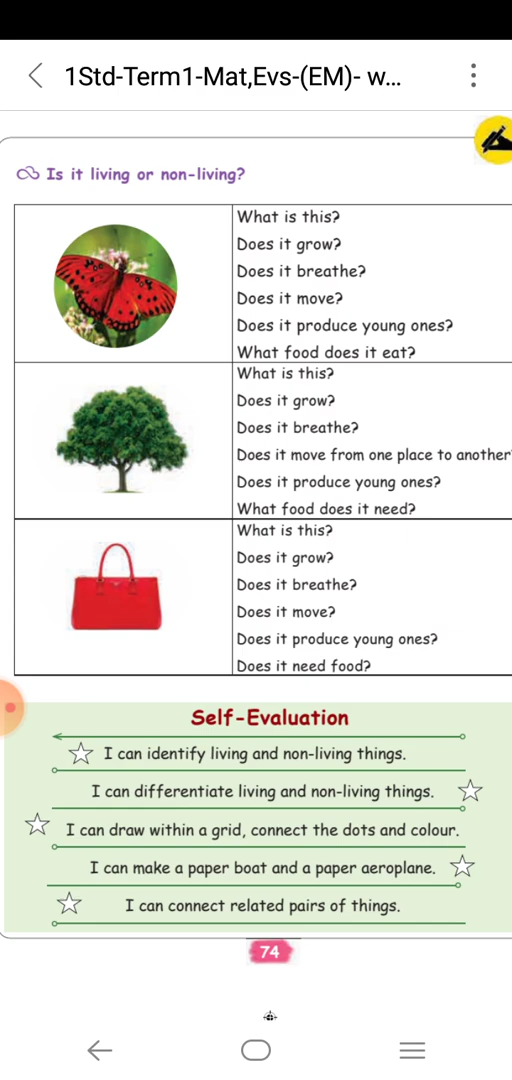 1Std-Term1-Mat,Evs-(EM)- w...
Is it living or non-living?
What is this?
Does it grow?
Does it breathe?
Does it move?
Does it produce young ones?
What food does it eat?
What is this?
Does it grow?
Does it breathe?
Does it move from one place to another
Does it produce young ones?
What food does it need?
What is this?
Does it grow?
Does it breathe?
Does it move?
Does it produce young ones?
Does it need food?
Self-Evaluation
I can identify living and non-living things.
I can differentiate living and non-living things.
I can draw within a grid, connect the dots and colour.
I can make a paper boat and a paper aeroplane.
I can connect related pairs of things.
74